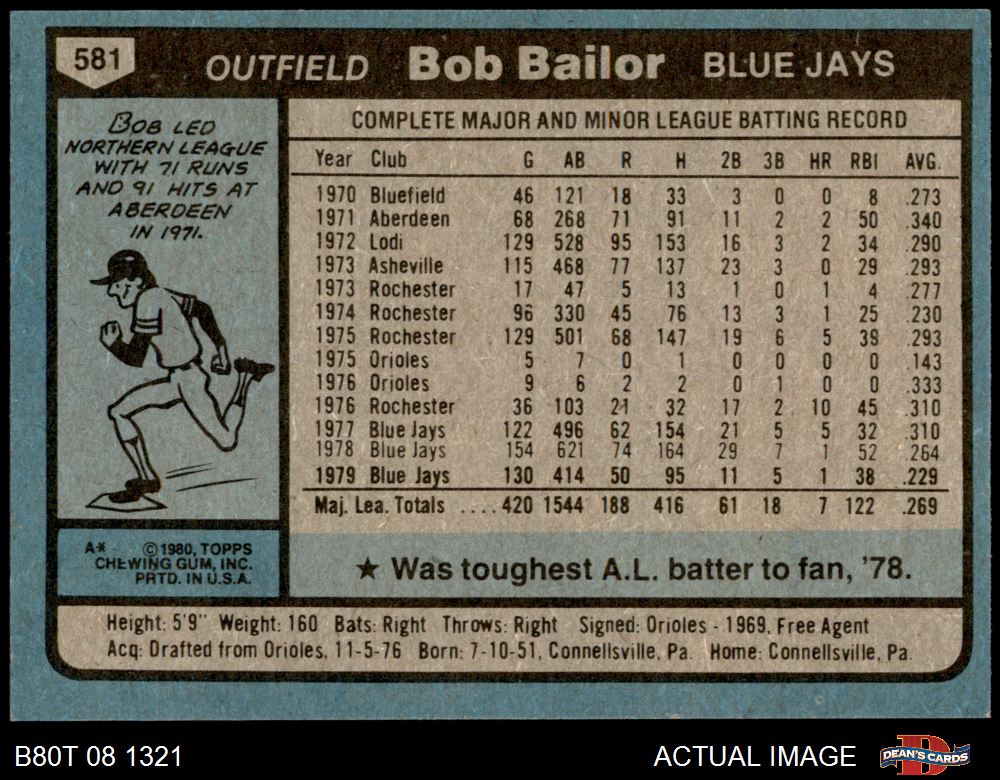 581
OUTFIELD Bob Bailor BLUE JAYS
BOB LED
NORTHERN LEAGUE
WITH 71 RUNS
AND 91 HITS AT
ABERDEEN
IN 1971.
COMPLETE MAJOR AND MINOR LEAGUE BATTING RECORD
Year Club G AB R H 2B 3B HR RBI AVG.
1970 Bluefield 46 121 18 33 3 0 0 8 .273
1971 Aberdeen 68 268 71 91 11 2 2 50 .340
1972 Lodi 129 528 95 153 16 3 2 34 .290
1973 Asheville 115 468 77 137 23 3 0 29 .293
1973 Rochester 17 47 5 13 1 0 1 4 .277
1974 Rochester 96 330 45 76 13 3 1 25 .230
1975 Rochester 129 501 68 147 19 6 5 39 .293
1975 Orioles 5 7 0 1 0 0 0 0 .143
1976 Orioles 9 6 2 2 0 1 0 0 .333
1976 Rochester 36 103 21 32 17 2 10 45 .310
1977 Blue Jays 122 496 62 154 21 5 5 32 .310
1978 Blue Jays 154 621 74 164 29 7 1 52 .264
1979 Blue Jays 130 414 50 95 11 5 1 38 .229
Maj. Lea. Totals ....420 1544 188 416 61 18 7 122 .269
A* ©1980, TOPPS
CHEWING GUM, INC.
PRTD. IN U.S.A.
★ Was toughest A.L. batter to fan, '78.
Height: 5'9" Weight: 160 Bats: Right Throws: Right Signed: Orioles - 1969, Free Agent
Acq: Drafted from Orioles, 11-5-76 Born: 7-10-51, Connellsville, Pa. Home: Connellsville, Pa.
B80T 08 1321 ACTUAL IMAGE DEAN'S CARDS